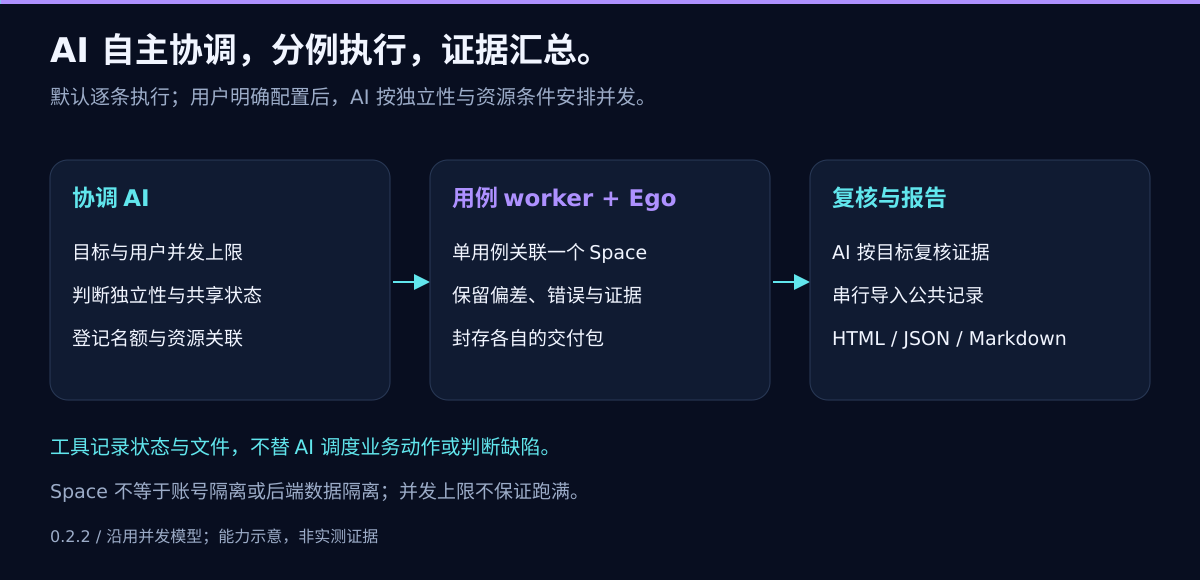 AI 自主协调，分例执行，证据汇总。
默认逐条执行；用户明确配置后，AI 按独立性与资源条件安排并发。
协调 AI
目标与用户并发上限
判断独立性与共享状态
登记名额与资源关联
用例 worker + Ego
单用例关联一个 Space
保留偏差、错误与证据
封存各自的交付包
复核与报告
AI 按目标复核证据
串行导入公共记录
HTML / JSON / Markdown
工具记录状态与文件，不替 AI 调度业务动作或判断缺陷。
Space 不等于账号隔离或后端数据隔离；并发上限不保证跑满。
0.2.2 / 沿用并发模型；能力示意，非实测证据